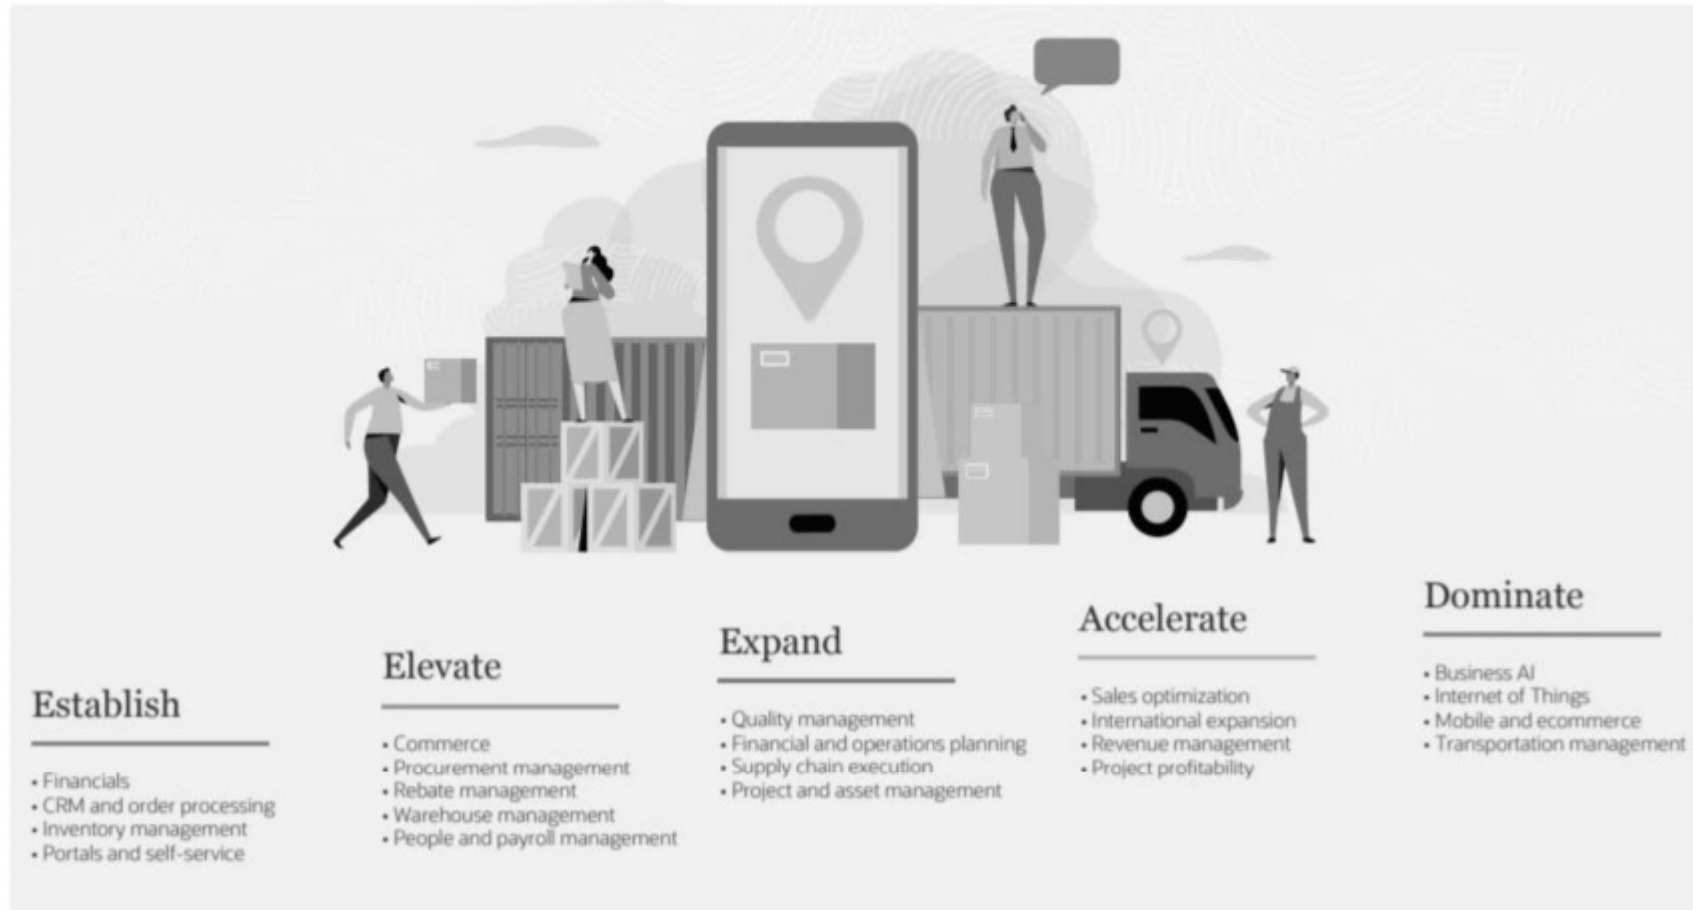 Establish
• Financials
• CRM and order processing
• Inventory management
• Portals and self-service
Elevate
• Commerce
• Procurement management
• Rebate management
• Warehouse management
• People and payroll management
Expand
• Quality management
• Financial and operations planning
• Supply chain execution
• Project and asset management
Accelerate
• Sales optimization
• International expansion
• Revenue management
• Project profitability
Dominate
• Business AI
• Internet of Things
• Mobile and ecommerce
• Transportation management